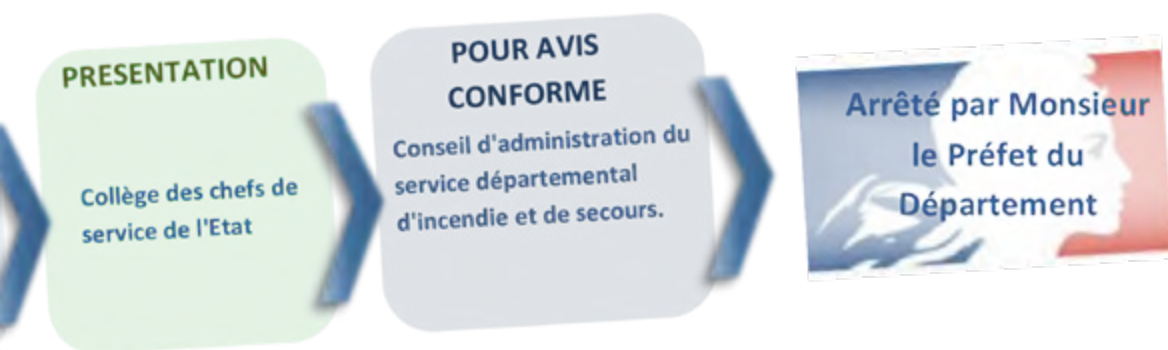 PRESENTATION
Collège des chefs de
service de l'Etat
POUR AVIS
CONFORME
Conseil d'administration du
service départemental
d'incendie et de secours.
Arrêté par Monsieur
le Préfet du
Département